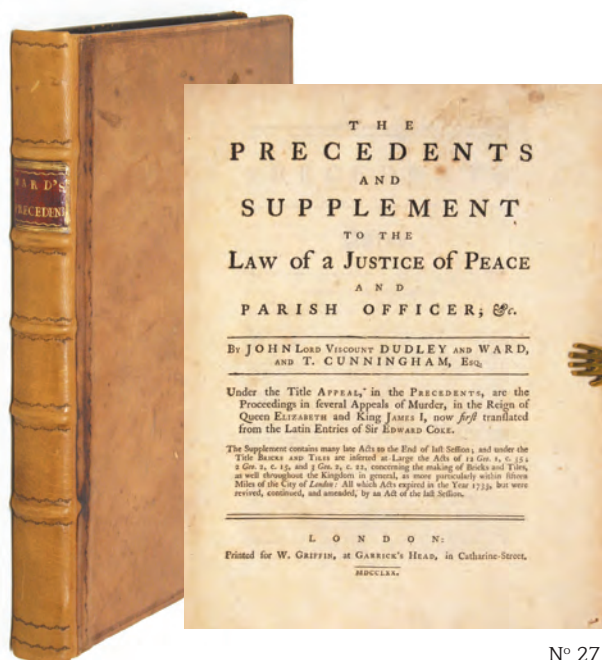 WARD'S
PRECEDENT
THE
PRECEDENTS
AND
SUPPLEMENT
TO THE
LAW of a JUSTICE OF PEACE
AND
PARISH OFFICER; &c.
BY JOHN LORD VISCOUNT DUDLEY AND WARD,
AND T. CUNNINGHAM, ESQ.
Under the Title APPEAL, in the PRECEDENTS, are the
Proceedings in several Appeals of Murder, in the Reign of
Queen ELIZABETH and King JAMES I, now first translated
from the Latin Entries of Sir EDWARD COKE.
The Supplement contains many late Acts to the End of last Session; and under the
Title BRICKS AND TILES are inserted at Large the Acts of 12 Geo. 1, c. 35;
2 Geo. 2, c. 15, and 3 Geo. 2, c. 22, concerning the making of Bricks and Tiles,
as well throughout the Kingdom in general, as more particularly within fifteen
Miles of the City of London: All which Acts expired in the Year 1733, but were
revived, continued, and amended, by an Act of the last Session.
LONDON:
Printed for W. GRIFFIN, at GARRICK'S HEAD, in Catharine-Street.
MDCCLXX.
Nº 27